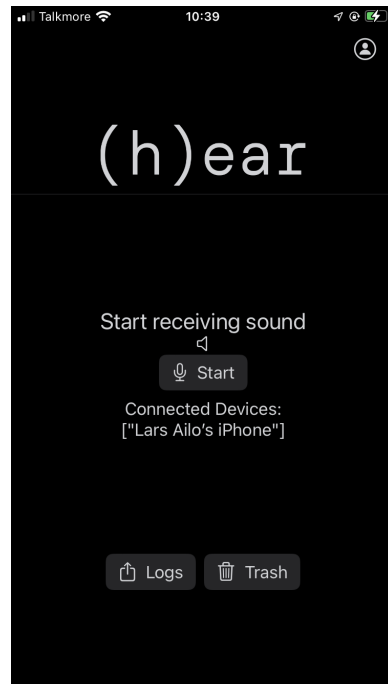 Talkmore 10:39
(h)ear
Start receiving sound
Start
Connected Devices:
["Lars Ailo’s iPhone"]
Logs Trash